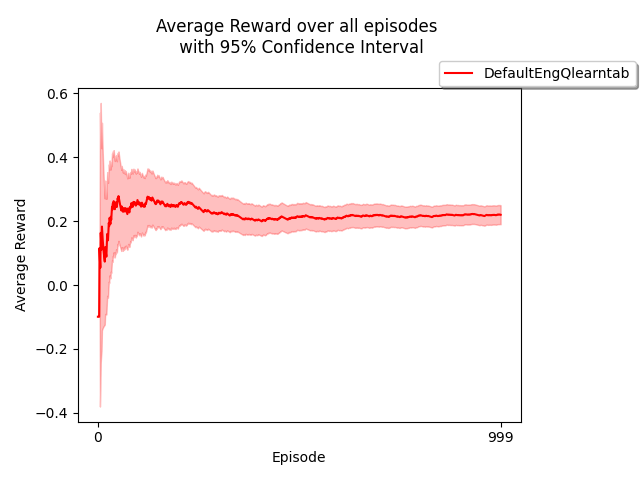 Average Reward over all episodes
with 95% Confidence Interval
DefaultEngQlearntab
0.6
0.4
0.2
0.0
−0.2
−0.4
Average Reward
0
999
Episode